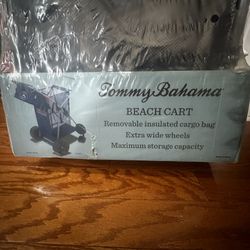 Tommy Bahama
BEACH CART
Removable insulated cargo bag
Extra wide wheels
Maximum storage capacity